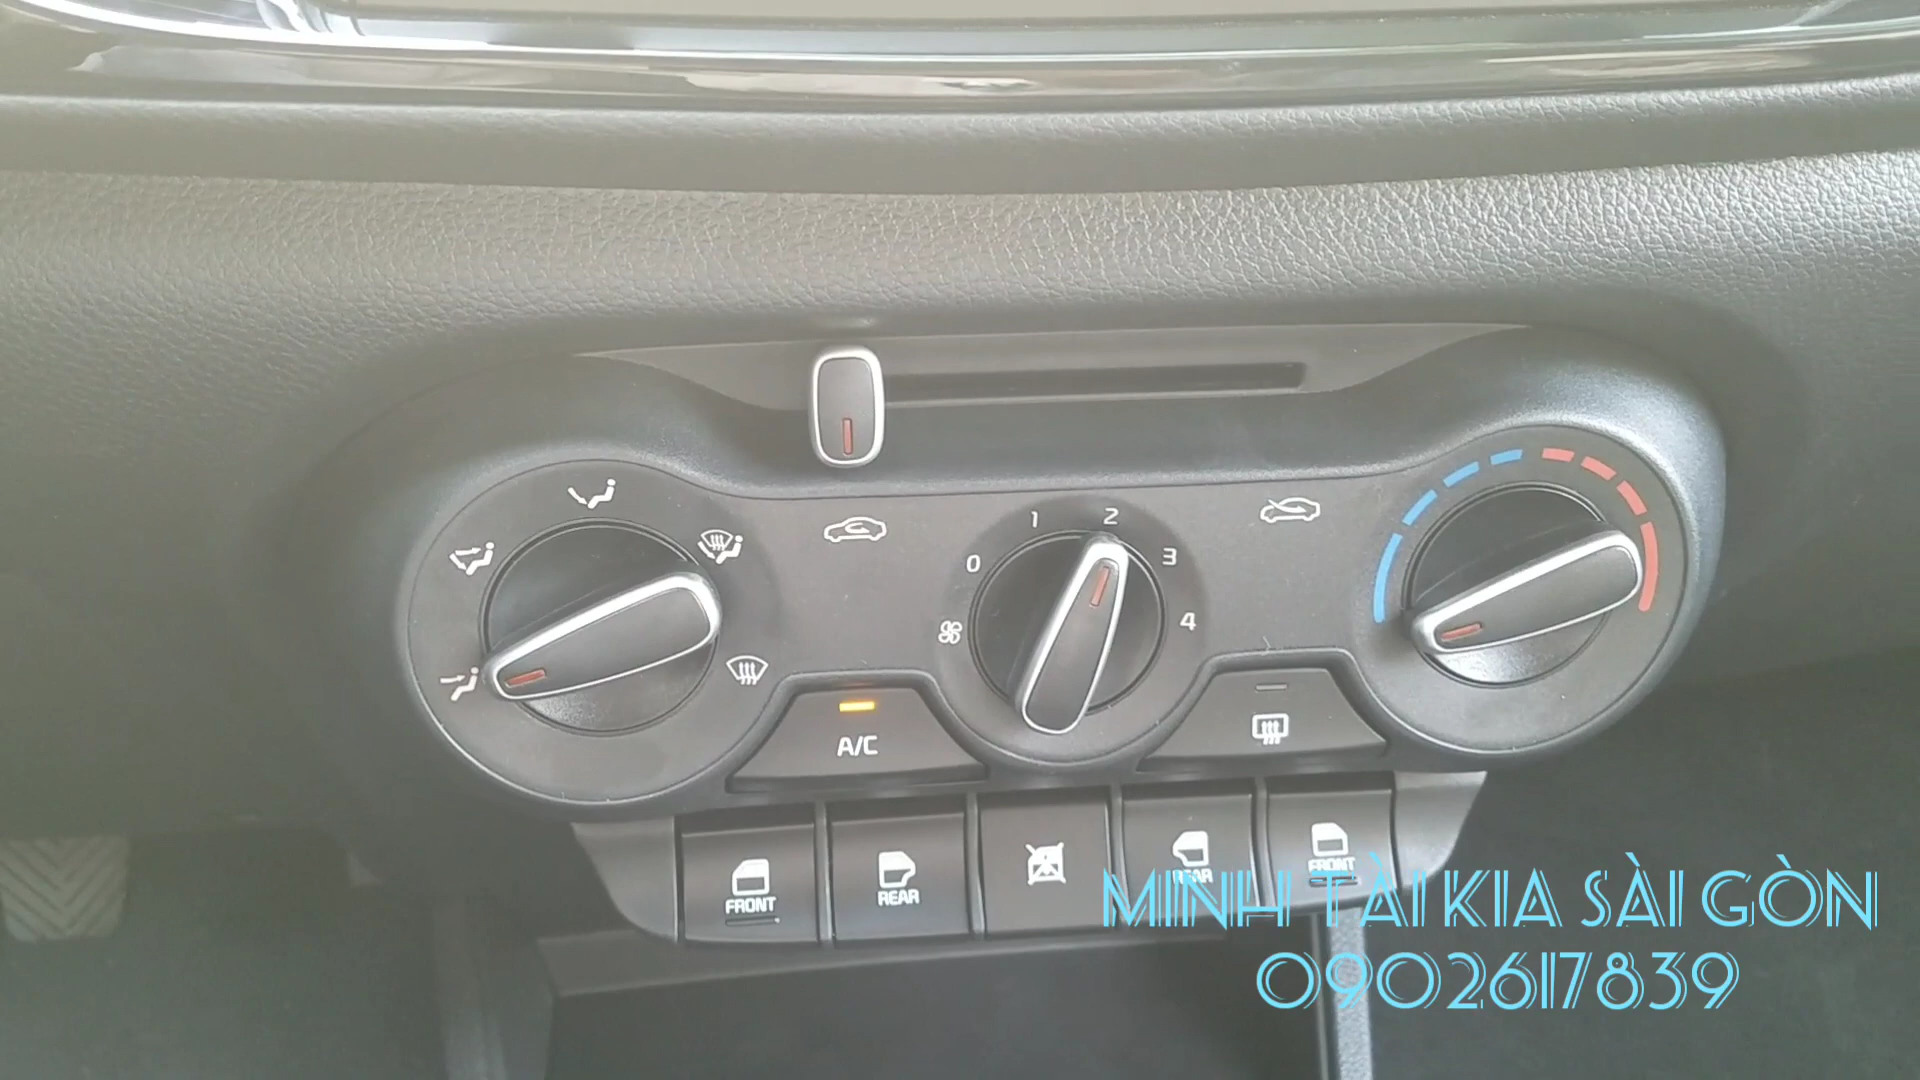 1 2
0 3
4
A/C
FRONT REAR REAR FRONT
MINH TÀI KIA SÀI GÒN
0902617839